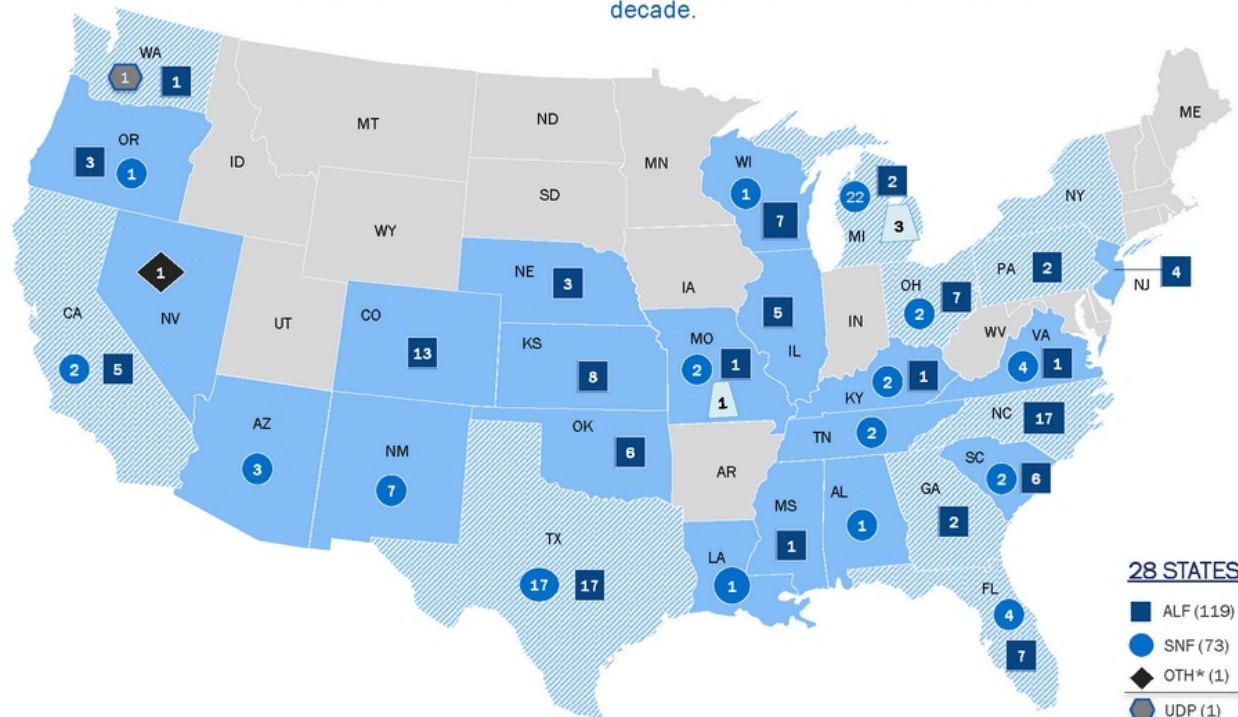 decade.
WA
1
1
OR
3
1
ID
MT
ND
MN
SD
WY
WI
1
7
22
2
MI
3
ME
NY
NV
1
UT
CA
2
5
CO
13
NE
3
KS
8
IA
IL
5
IN
OH
2
7
PA
2
NJ
4
WV
VA
4
1
MO
2
1
1
KY
2
1
NC
17
TN
2
AZ
3
NM
7
OK
6
AR
SC
2
6
MS
1
AL
1
GA
2
TX
17
17
LA
1
FL
4
7
28 STATES
ALF (119)
SNF (73)
OTH* (1)
UDP (1)